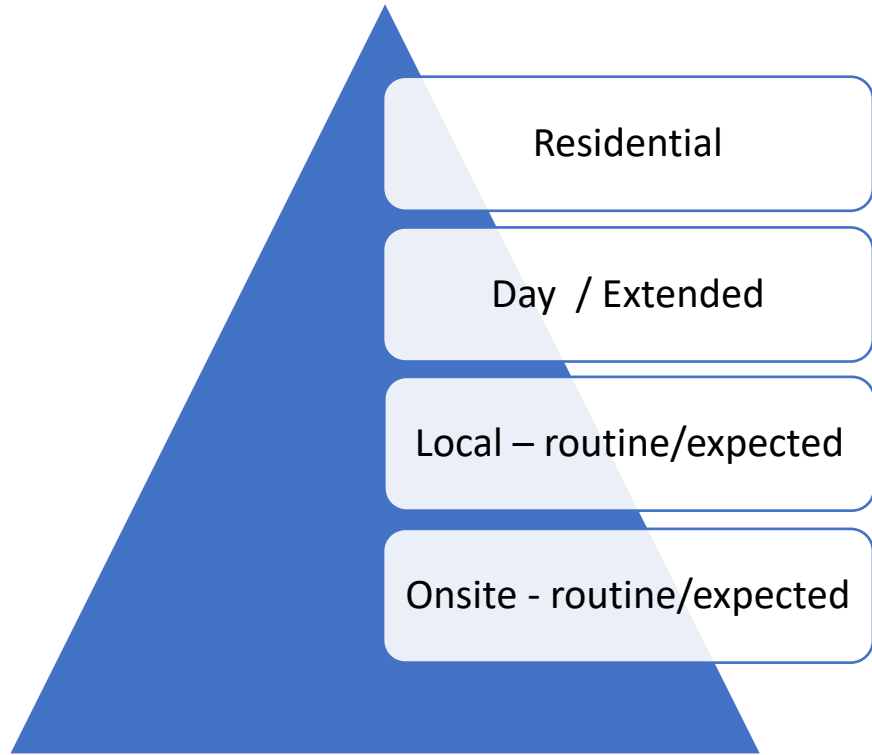 Residential
Day / Extended
Local – routine/expected
Onsite - routine/expected